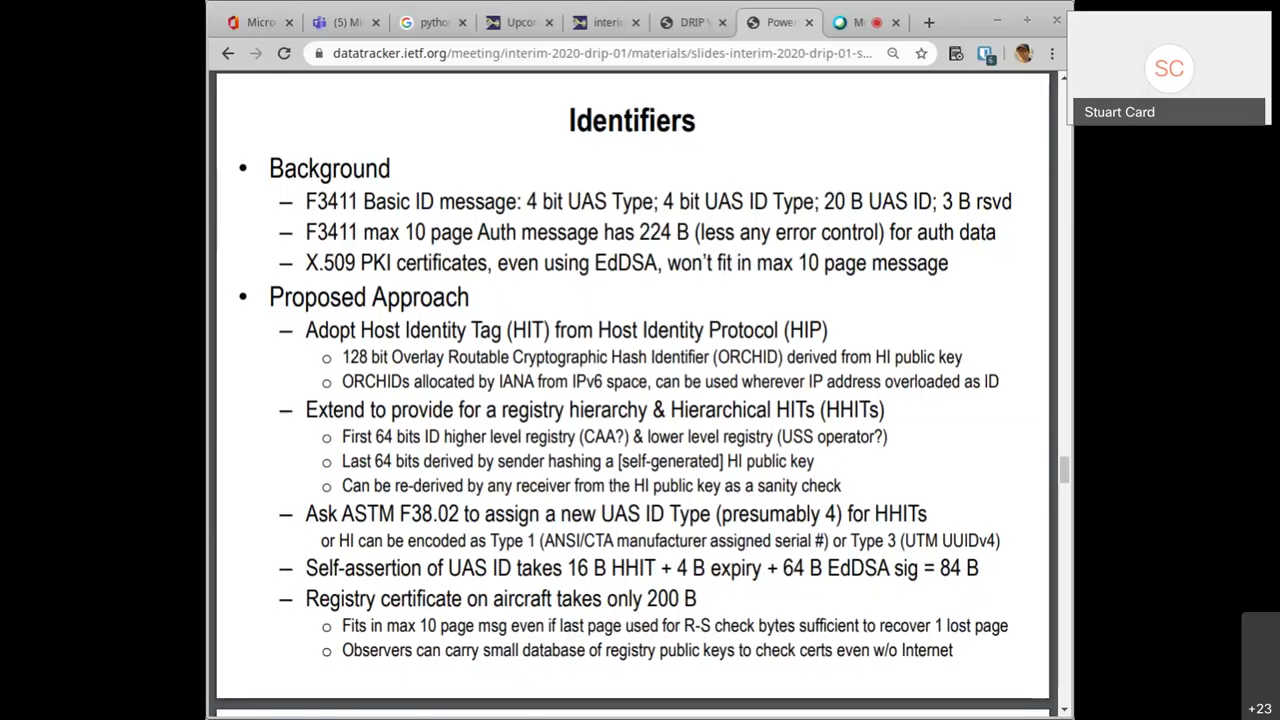 Micro
(5) Mi
pytho
Upcon
interi
DRIP
Power
M
datatracker.ietf.org/meeting/interim-2020-drip-01/materials/slides-interim-2020-drip-01-s...
6
SC
Stuart Card
Identifiers
• Background
– F3411 Basic ID message: 4 bit UAS Type; 4 bit UAS ID Type; 20 B UAS ID; 3 B rsvd
– F3411 max 10 page Auth message has 224 B (less any error control) for auth data
– X.509 PKI certificates, even using EdDSA, won't fit in max 10 page message
• Proposed Approach
– Adopt Host Identity Tag (HIT) from Host Identity Protocol (HIP)
○ 128 bit Overlay Routable Cryptographic Hash Identifier (ORCHID) derived from HI public key
○ ORCHIDs allocated by IANA from IPv6 space, can be used wherever IP address overloaded as ID
– Extend to provide for a registry hierarchy & Hierarchical HITs (HHITs)
○ First 64 bits ID higher level registry (CAA?) & lower level registry (USS operator?)
○ Last 64 bits derived by sender hashing a [self-generated] HI public key
○ Can be re-derived by any receiver from the HI public key as a sanity check
– Ask ASTM F38.02 to assign a new UAS ID Type (presumably 4) for HHITs
or HI can be encoded as Type 1 (ANSI/CTA manufacturer assigned serial #) or Type 3 (UTM UUIDv4)
– Self-assertion of UAS ID takes 16 B HHIT + 4 B expiry + 64 B EdDSA sig = 84 B
– Registry certificate on aircraft takes only 200 B
○ Fits in max 10 page msg even if last page used for R-S check bytes sufficient to recover 1 lost page
○ Observers can carry small database of registry public keys to check certs even w/o Internet
+23